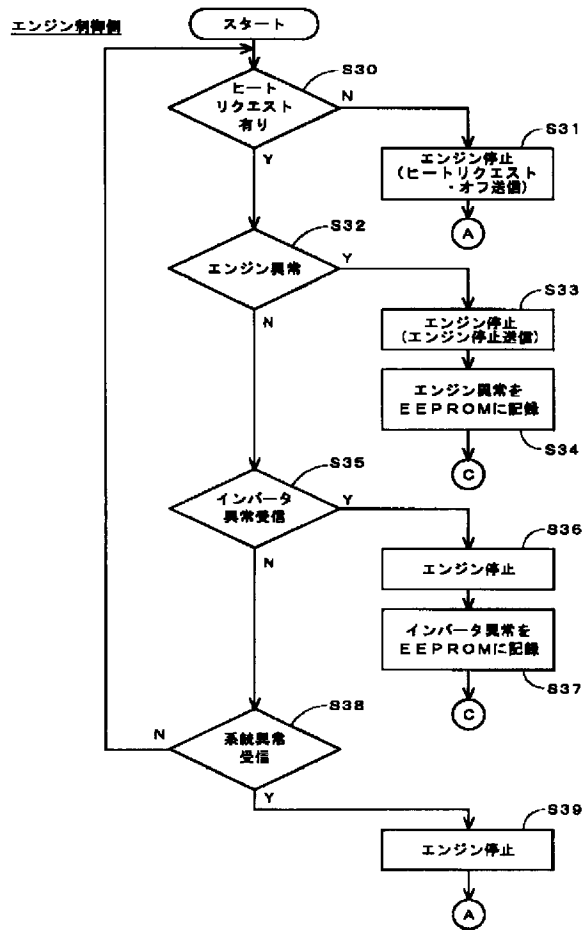 エンジン制御側
スタート
S30
ヒート
リクエスト
有り
N
Y
S31
エンジン停止
(ヒートリクエスト
・オフ送信)
A
S32
エンジン異常
Y
N
S33
エンジン停止
(エンジン停止送信)
エンジン異常を
EEPROMに記録
S34
C
S35
インバータ
異常受信
Y
N
S36
エンジン停止
インバータ異常を
EEPROMに記録
S37
C
S38
系統異常
受信
N
Y
S39
エンジン停止
A